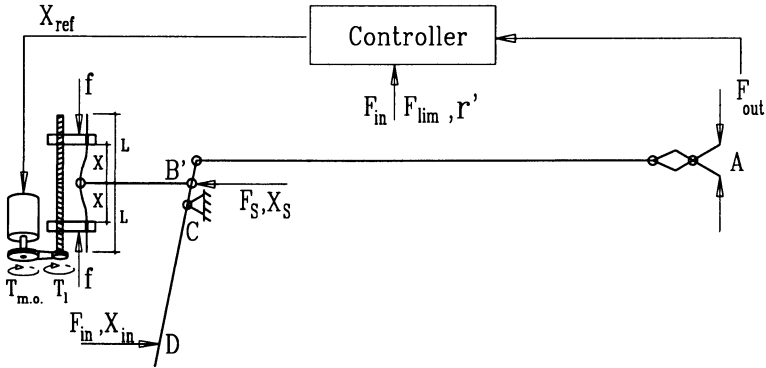 X_ref
Controller
f
F_in F_lim ,r'
F_out
L
X
B'
A
X
F_S,X_S
L
C
T_m.o. T_l f
F_in ,X_in
D